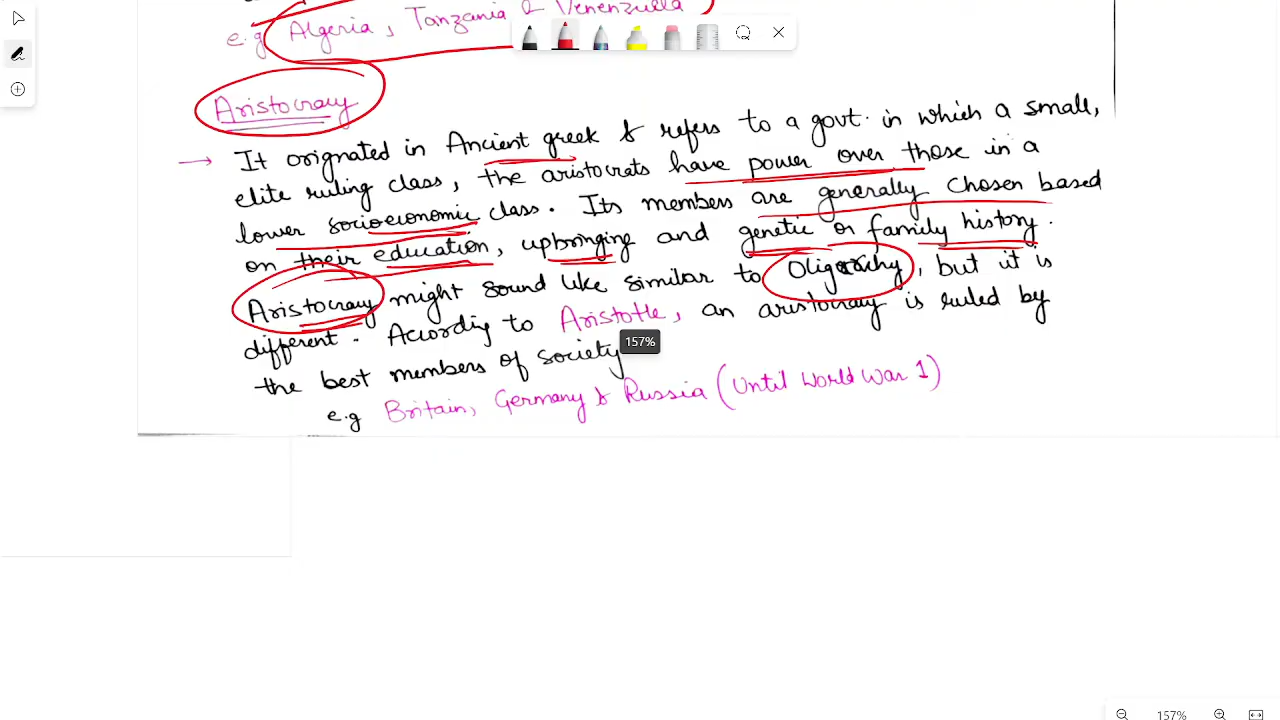 e.g Algeria, Tanzania & Venenzuela
Aristocracy
→ It orignated in Ancient greek & refers to a govt. in which a small,
elite ruling class, the aristocrats have power over those in a
lower socioeconomic class. Its members are generally chosen based
on their education, upbringing and genetic or family history.
Aristocracy might sound like similar to Oligarchy, but it is
different. According to Aristotle, an aristocracy is ruled by
the best members of society
157%
e.g Britain, Germany & Russia (Until World War 1)
157%